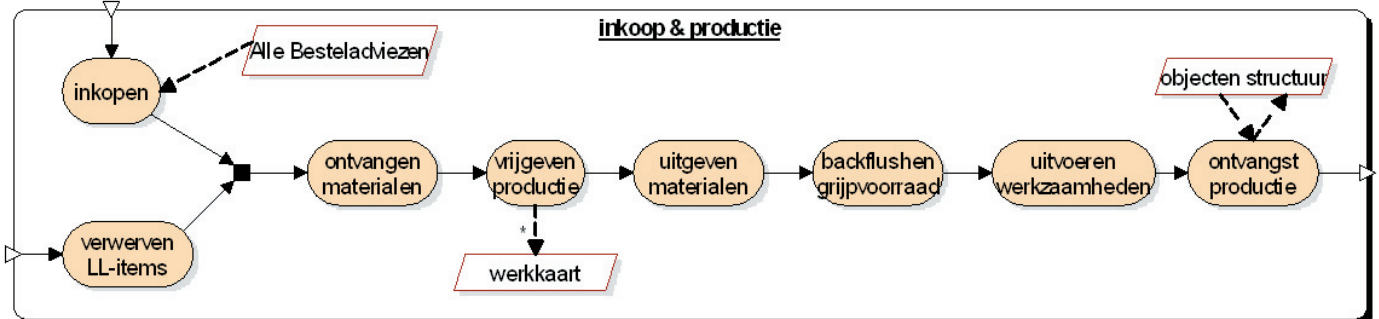 inkoop & productie
Alle Besteladviezen
inkopen
objecten structuur
ontvangen
materialen
vrijgeven
productie
uitgeven
materialen
backflushen
grijpvoorraad
uitvoeren
werkzaamheden
ontvangst
productie
*
verwerven
LL-items
werkkaart